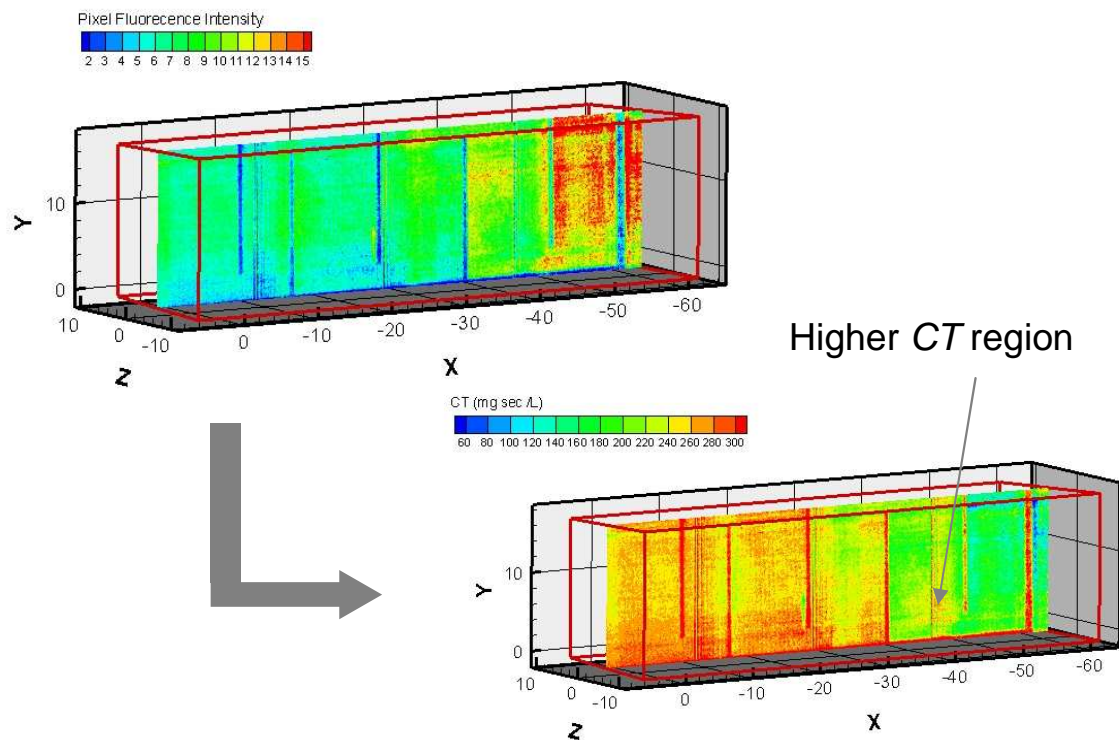 Pixel Fluorecence Intensity
2 3 4 5 6 7 8 9 10 11 12 13 14 15
Y
10
0
10 0 -10
Z
0 -10 -20 -30 -40 -50 -60
X
Higher CT region
CT (mg sec /L)
60 80 100 120 140 160 180 200 220 240 260 280 300
Y
10
0
10 0 -10
Z
0 -10 -20 -30 -40 -50 -60
X